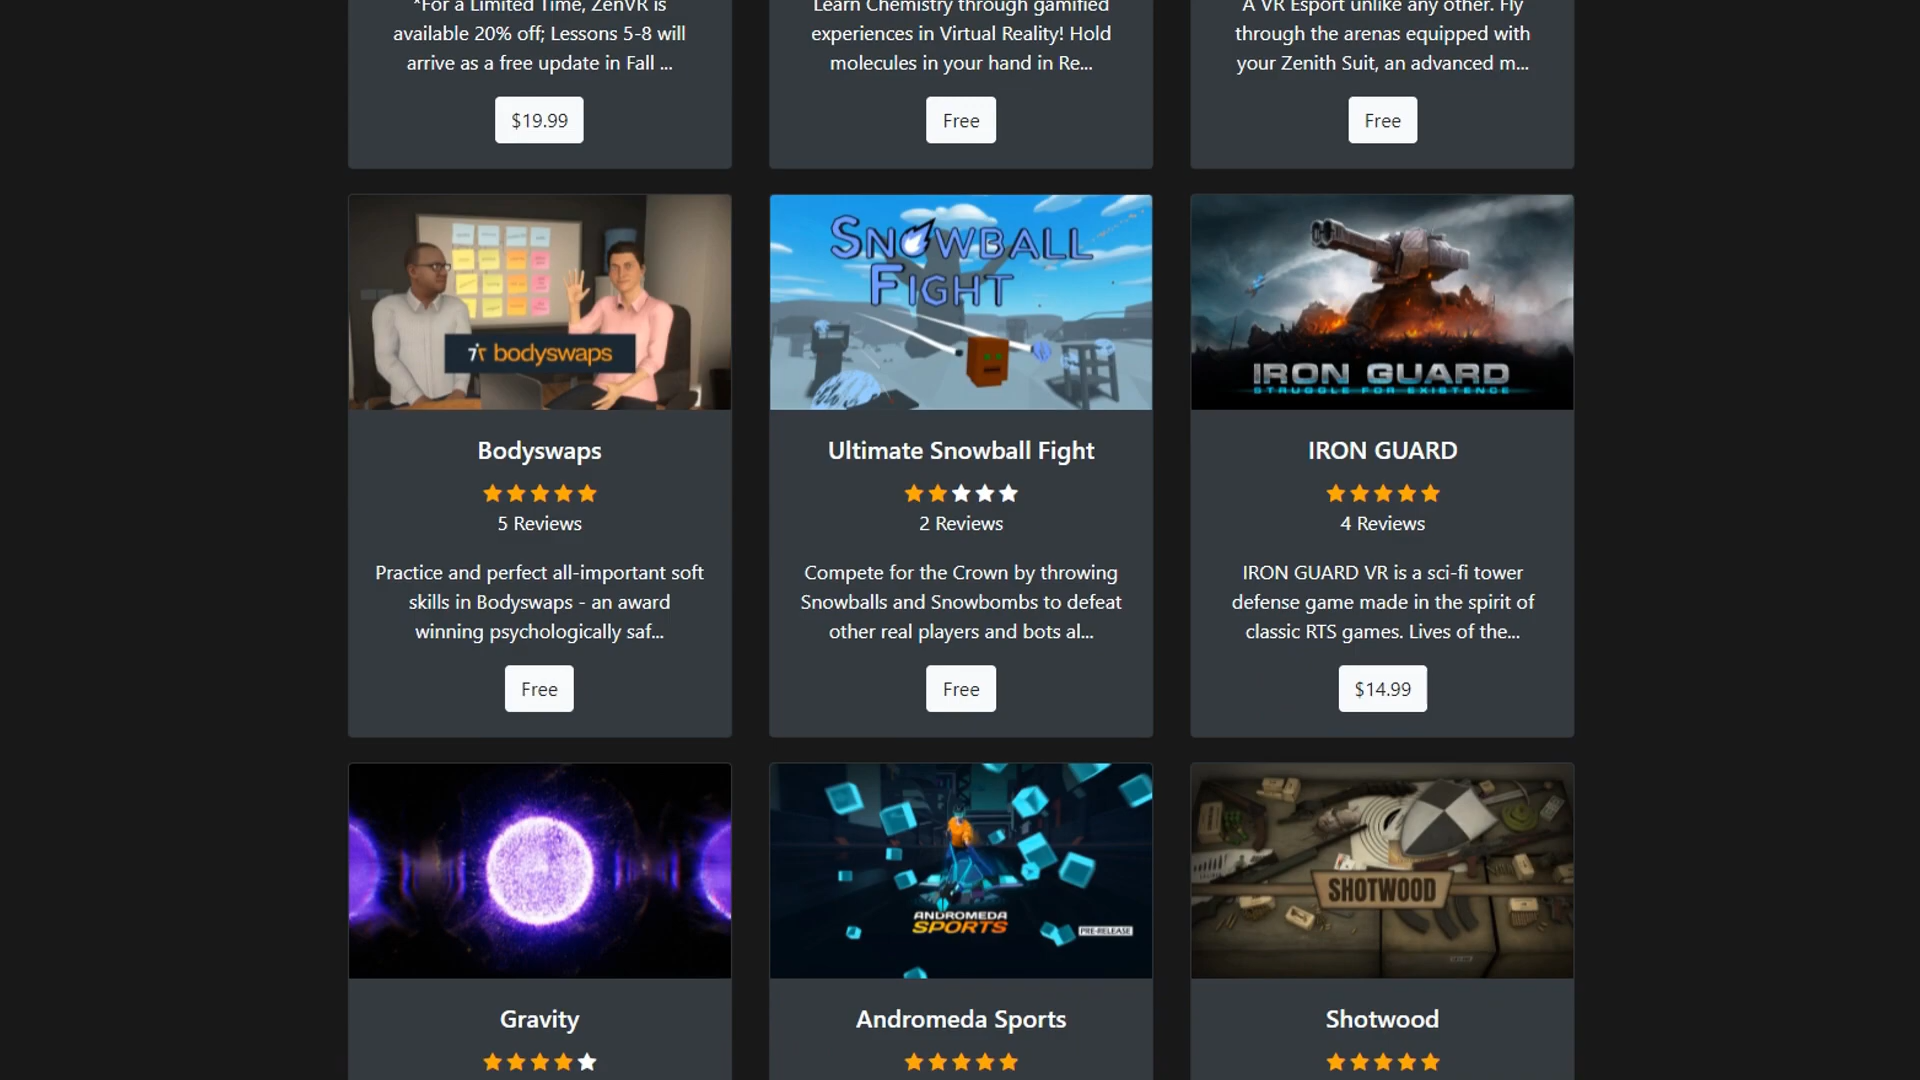 *For a Limited Time, ZenVR is
available 20% off; Lessons 5-8 will
arrive as a free update in Fall ...
$19.99
Learn Chemistry through gamified
experiences in Virtual Reality! Hold
molecules in your hand in Re...
Free
A VR Esport unlike any other. Fly
through the arenas equipped with
your Zenith Suit, an advanced m...
Free
bodyswaps
Bodyswaps
5 Reviews
Practice and perfect all-important soft
skills in Bodyswaps - an award
winning psychologically saf...
Free
SNOWBALL
FIGHT
Ultimate Snowball Fight
2 Reviews
Compete for the Crown by throwing
Snowballs and Snowbombs to defeat
other real players and bots al...
Free
IRON GUARD
STRUGGLE FOR EXISTENCE
IRON GUARD
4 Reviews
IRON GUARD VR is a sci-fi tower
defense game made in the spirit of
classic RTS games. Lives of the...
$14.99
Gravity
ANDROMEDA
SPORTS
PRE-RELEASE
Andromeda Sports
SHOTWOOD
Shotwood